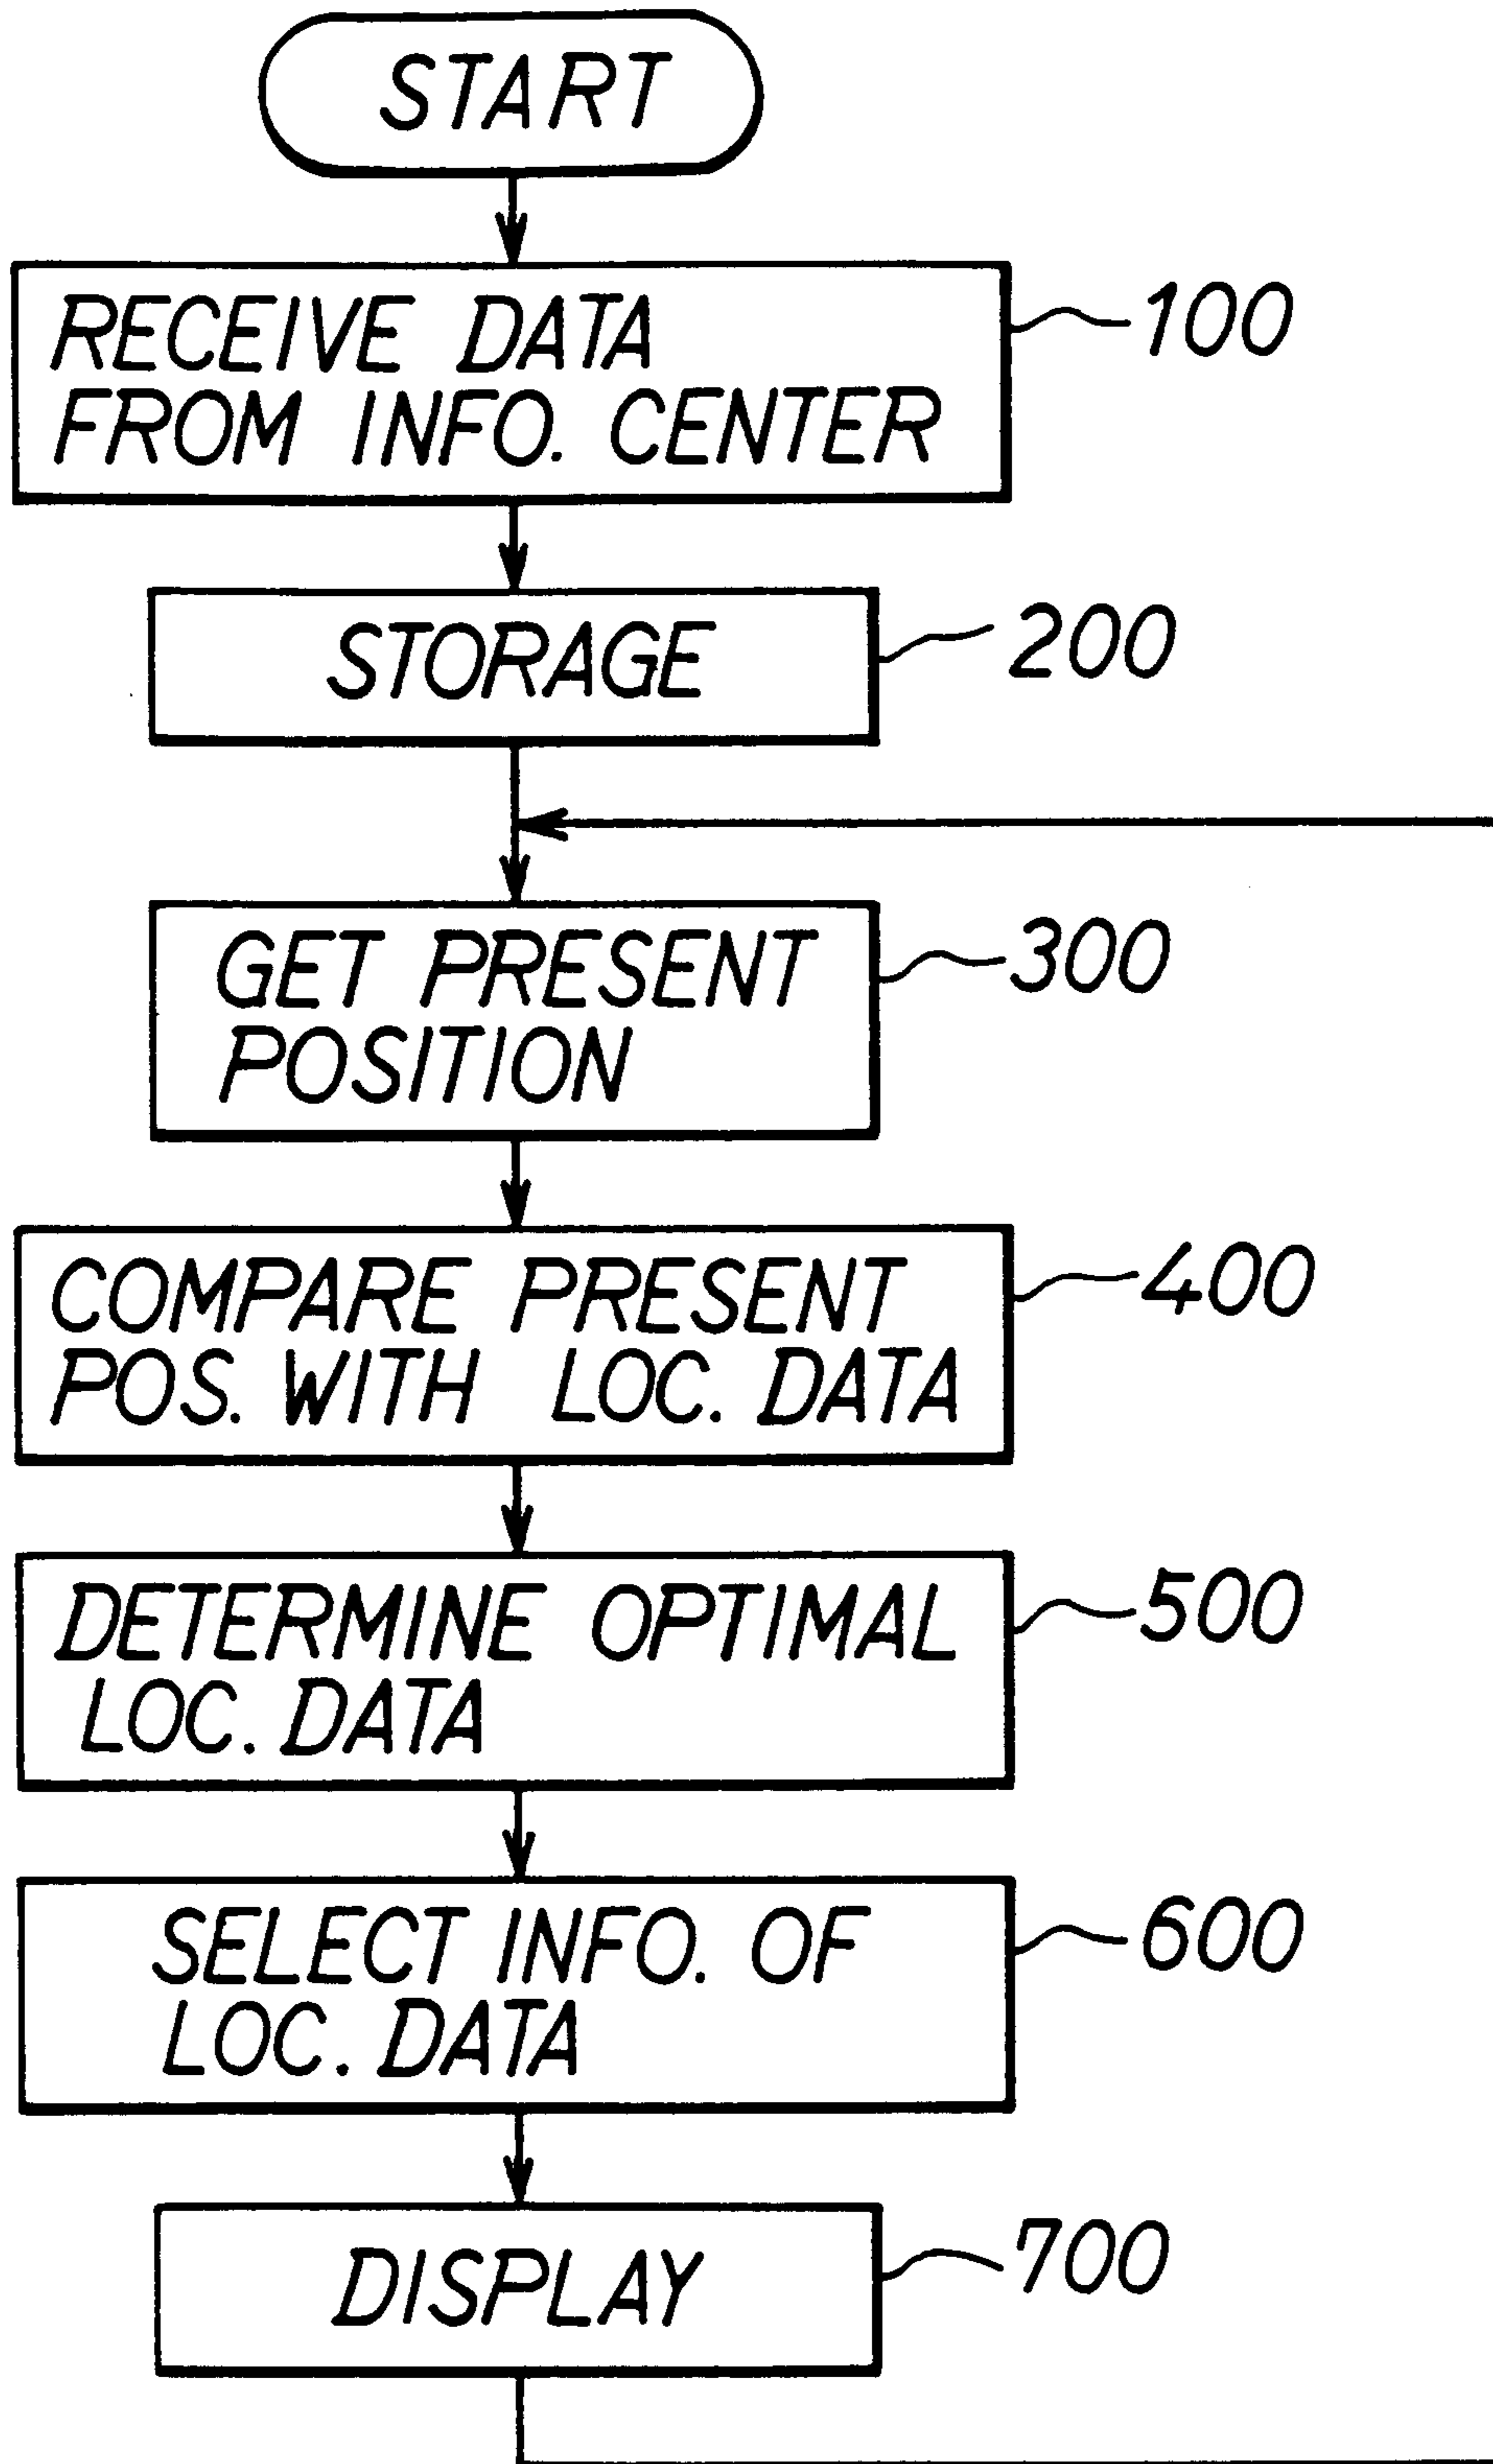 START
RECEIVE DATA
FROM INFO. CENTER
100
STORAGE
200
GET PRESENT
POSITION
300
COMPARE PRESENT
POS. WITH LOC. DATA
400
DETERMINE OPTIMAL
LOC. DATA
500
SELECT INFO. OF
LOC. DATA
600
DISPLAY
700